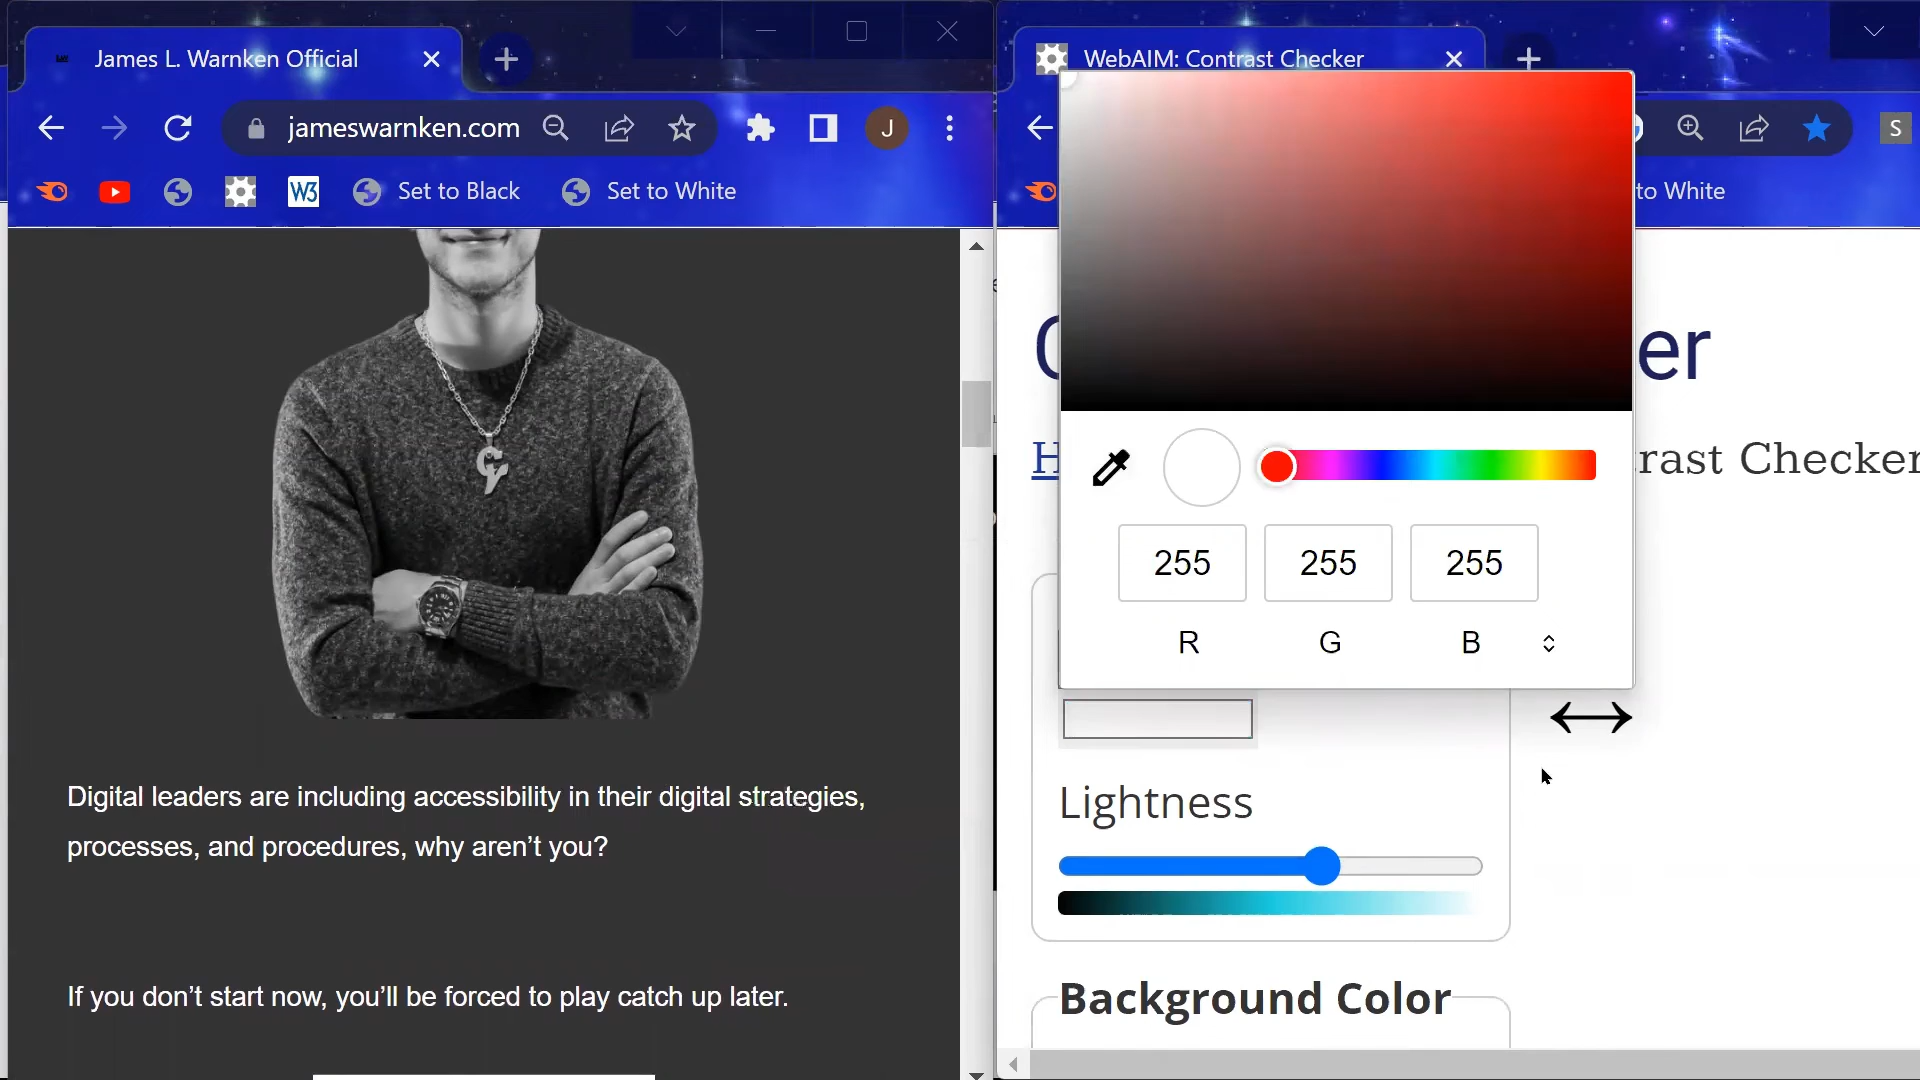 James L. Warnken Official
jameswarnken.com
J
W3
Set to Black
Set to White
Digital leaders are including accessibility in their digital strategies,
processes, and procedures, why aren’t you?
If you don’t start now, you’ll be forced to play catch up later.
WebAIM: Contrast Checker
S
to White
C er
H rast Checker
255 255 255
R G B
Lightness
Background Color